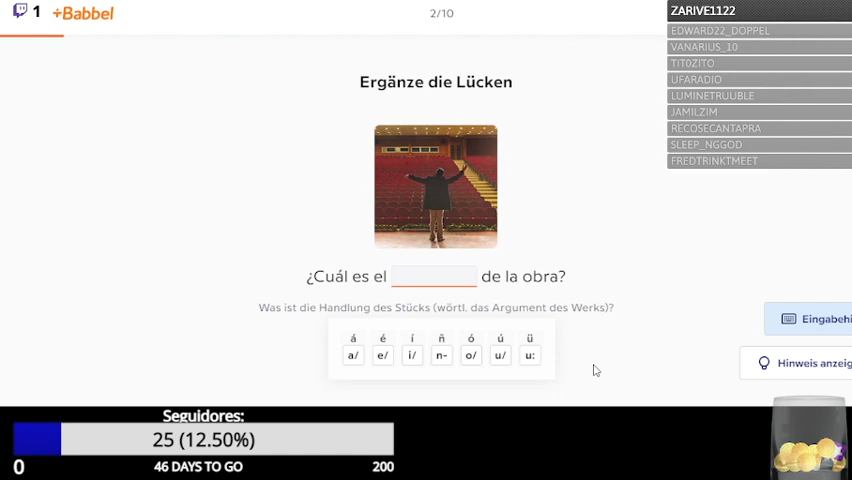 1 +Babbel
2/10
ZARIVE1122
EDWARD22_DOPPEL
VANARIUS_10
TIT0ZITO
UFARADIO
LUMINETRUUBLE
JAMILZIM
RECOSECANTAPRA
SLEEP_NGGOD
FREDTRINKTMEET
Ergänze die Lücken
¿Cuál es el de la obra?
Was ist die Handlung des Stücks (wörtl. das Argument des Werks)?
á é í ñ ó ú ü
a/ e/ i/ n- o/ u/ u:
Eingabehi
Hinweis anzeig
Seguidores:
25 (12.50%)
0 46 DAYS TO GO 200